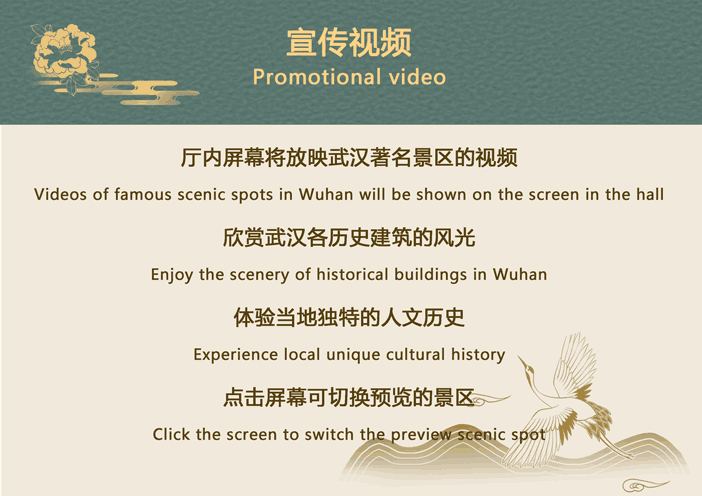 宣传视频
Promotional video
厅内屏幕将放映武汉著名景区的视频
Videos of famous scenic spots in Wuhan will be shown on the screen in the hall
欣赏武汉各历史建筑的风光
Enjoy the scenery of historical buildings in Wuhan
体验当地独特的人文历史
Experience local unique cultural history
点击屏幕可切换预览的景区
Click the screen to switch the preview scenic spot